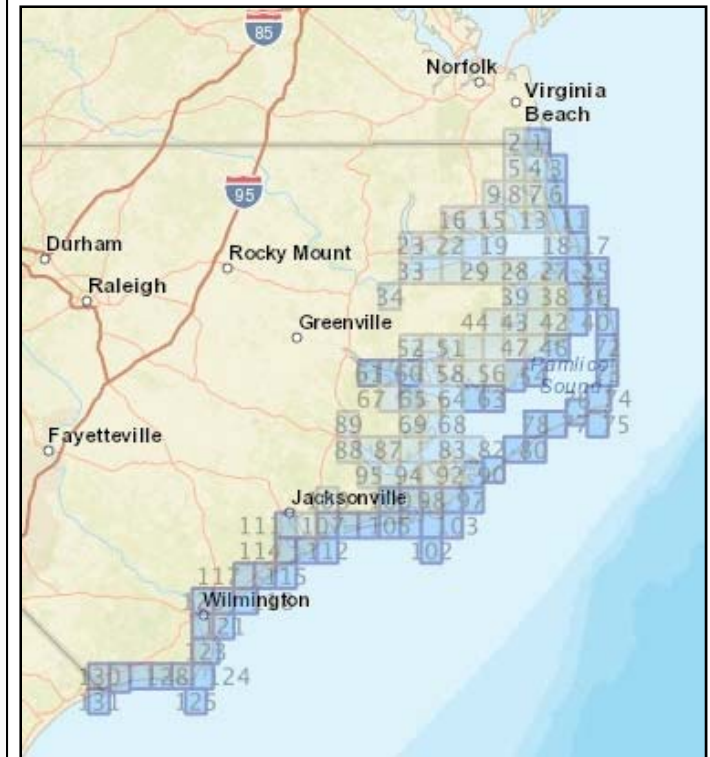 85
Norfolk
Virginia
Beach
2 1
5 4 3
95
9 8 7 6
16 15 13 11
Durham
23 22 19 18 17
Rocky Mount
33 29 28 27 25
Raleigh
34 39 38 36
Greenville
44 43 42 40
52 51 47 46 72
Pamlico
61 60 58 56
Sound
67 65 64 63
74
89 69 68 78 75
Fayetteville
88 87 83 82 80
95 94 92 90
Jacksonville
98 97
111 107 106 103
114 112 102
115
Wilmington
121
123
130 128 124
131 125